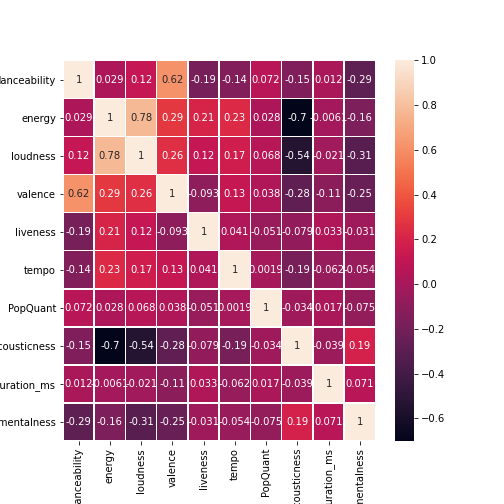 danceability 1 0.029 0.12 0.62 -0.19 -0.14 0.072 -0.15 0.012 -0.29
energy 0.029 1 0.78 0.29 0.21 0.23 0.028 -0.7 -0.0061 -0.16
loudness 0.12 0.78 1 0.26 0.12 0.17 0.068 -0.54 -0.021 -0.31
valence 0.62 0.29 0.26 1 -0.093 0.13 0.038 -0.28 -0.11 -0.25
liveness -0.19 0.21 0.12 -0.093 1 0.041 -0.051 -0.079 0.033 -0.031
tempo -0.14 0.23 0.17 0.13 0.041 1 0.0019 -0.19 -0.062 -0.054
PopQuant 0.072 0.028 0.068 0.038 -0.051 0.0019 1 -0.034 0.017 -0.075
cousticness -0.15 -0.7 -0.54 -0.28 -0.079 -0.19 -0.034 1 -0.039 0.19
uration_ms 0.012 -0.0061 -0.021 -0.11 0.033 -0.062 0.017 -0.039 1 0.071
mentalness -0.29 -0.16 -0.31 -0.25 -0.031 -0.054 -0.075 0.19 0.071 1
anceability
energy
loudness
valence
liveness
tempo
PopQuant
cousticness
uration_ms
mentalness
1.0
0.8
0.6
0.4
0.2
0.0
−0.2
−0.4
−0.6